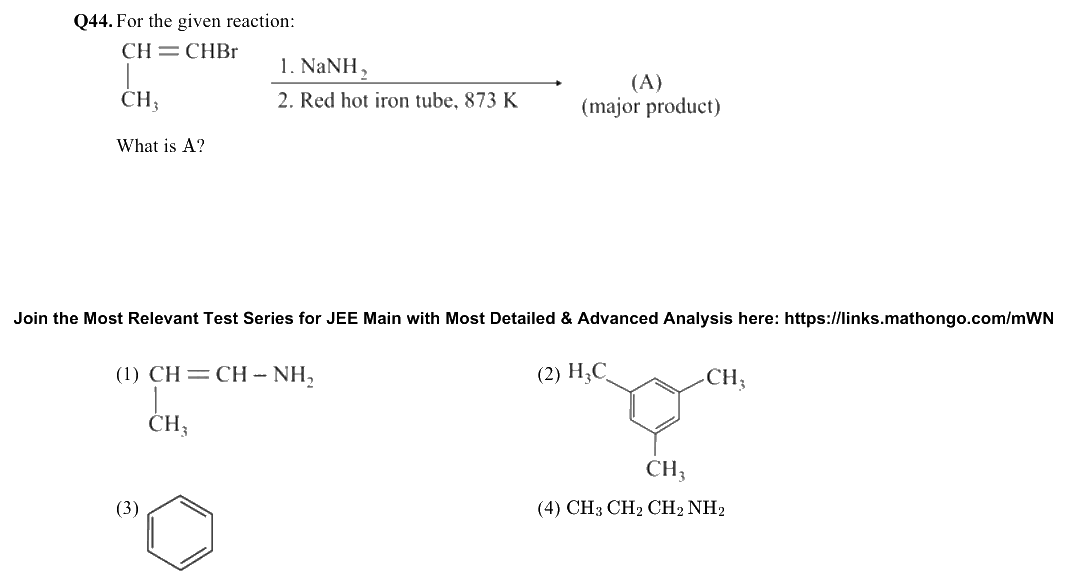 Q44. For the given reaction:
CH = CHBr
|
CH₃
1. NaNH₂
2. Red hot iron tube, 873 K
(A)
(major product)
What is A?
Join the Most Relevant Test Series for JEE Main with Most Detailed & Advanced Analysis here: https://links.mathongo.com/mWN
(1) CH = CH – NH₂
|
CH₃
(2) H₃C CH₃
CH₃
(3)
(4) CH₃ CH₂ CH₂ NH₂